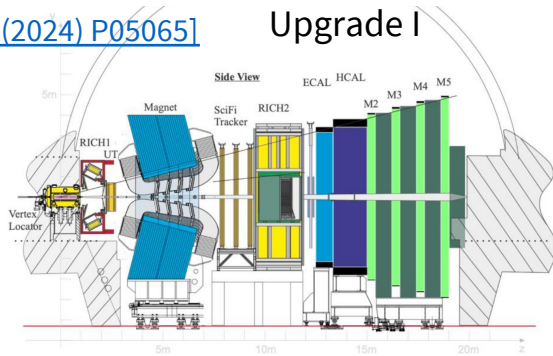 (2024) P05065]
Upgrade I
y
5m
Side View
ECAL
HCAL
M2
M3
M4
M5
Magnet
SciFi
Tracker
RICH2
RICH1
UT
Vertex
Locator
5m
10m
15m
20m
z